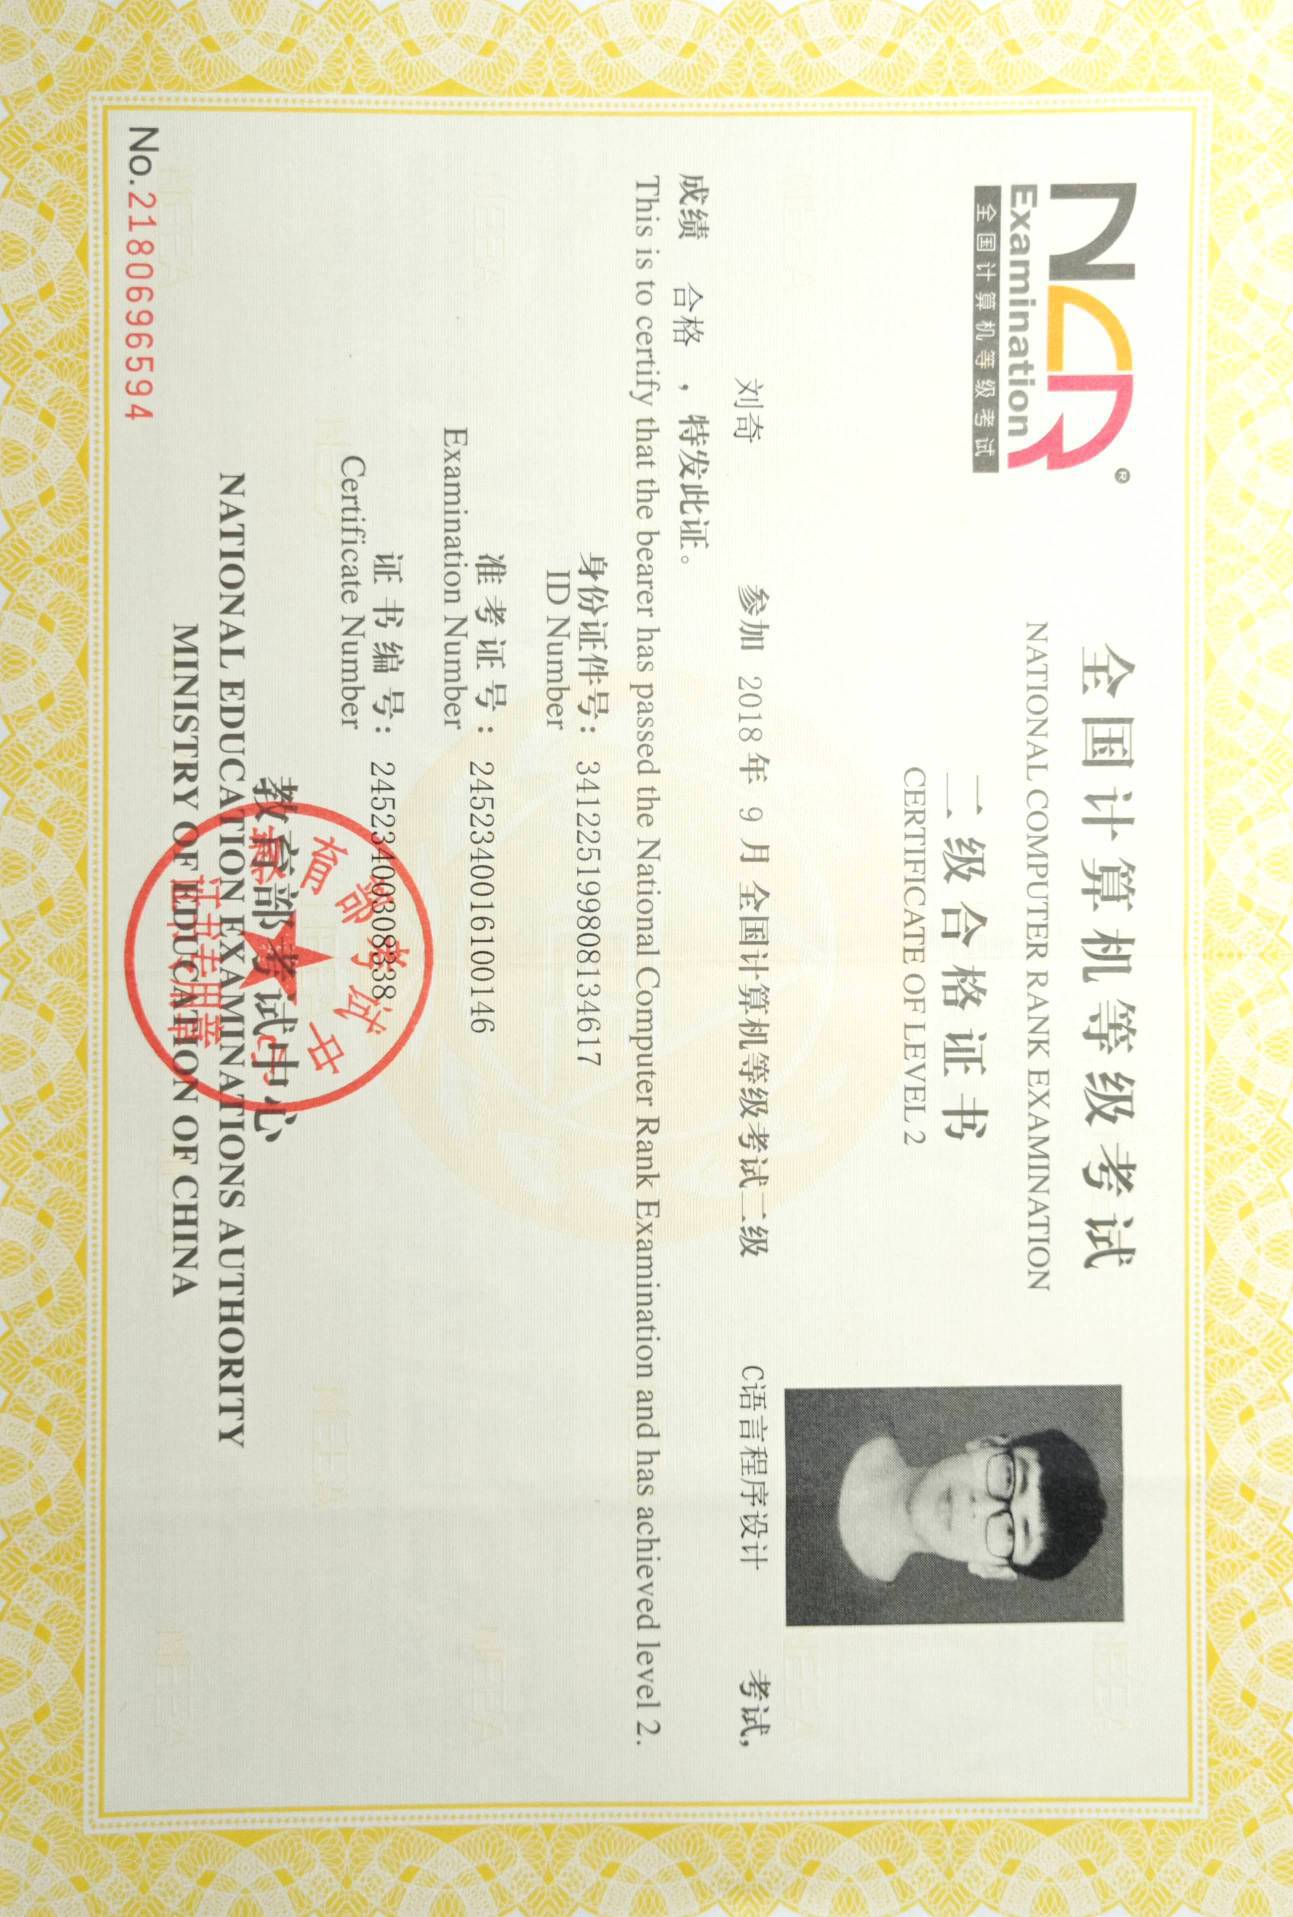 NCR®
Examination
全国计算机等级考试
全国计算机等级考试
NATIONAL COMPUTER RANK EXAMINATION
二级合格证书
CERTIFICATE OF LEVEL 2
刘奇 参加 2018 年 9 月 全国计算机等级考试二级 C语言程序设计 考试,
成绩 合格 ，特发此证。
This is to certify that the bearer has passed the National Computer Rank Examination and has achieved level 2.
身份证件号： 341225199808134617
ID Number
准考证号： 2452340016100146
Examination Number
证书编号： 24523400308338
Certificate Number
教育部考试中心
教育部考试中心
NATIONAL EDUCATION EXAMINATIONS AUTHORITY
证书专用章
MINISTRY OF EDUCATION OF CHINA
No.2180696594